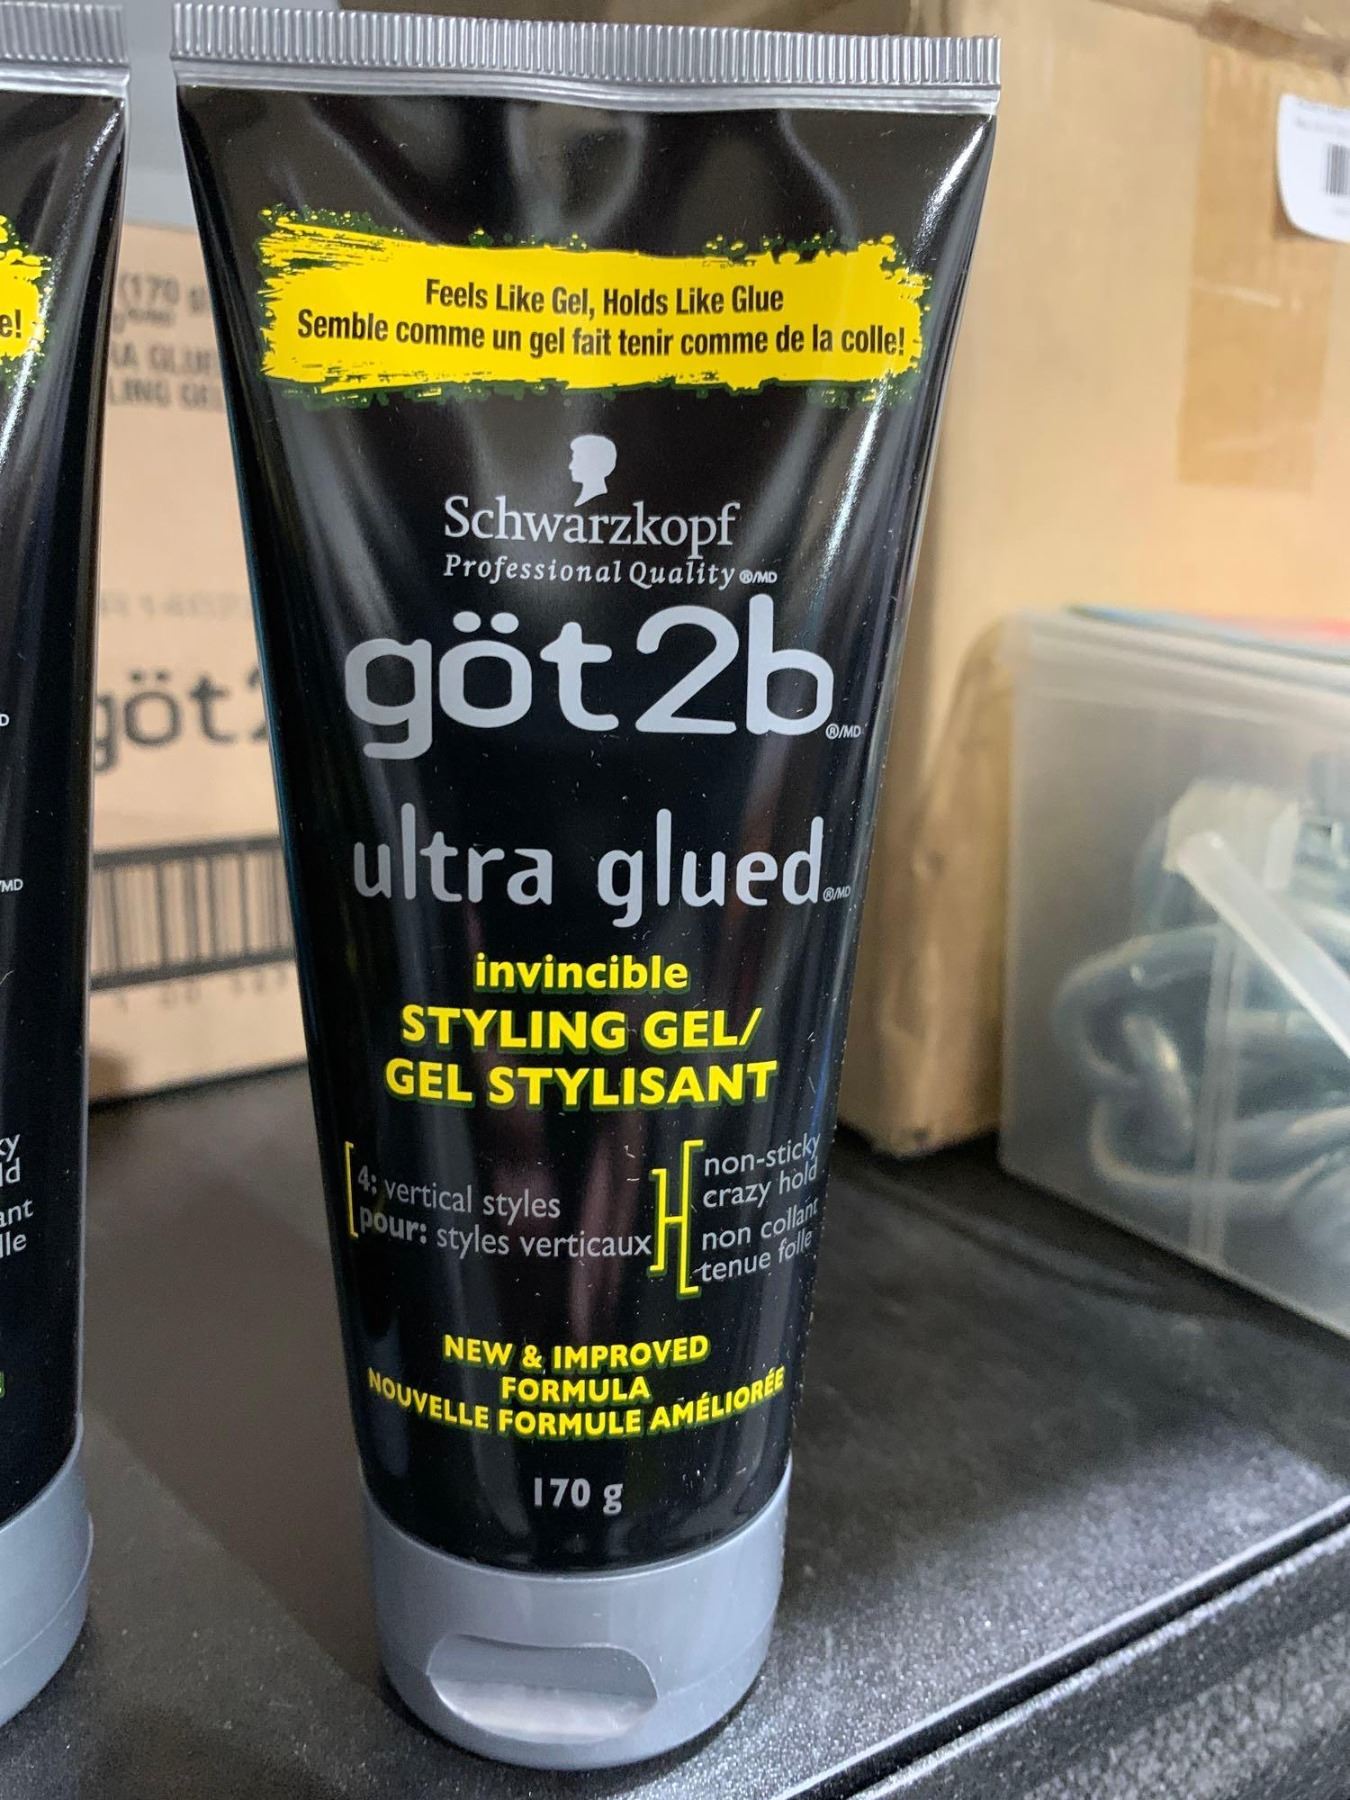 Feels Like Gel, Holds Like Glue
Semble comme un gel fait tenir comme de la colle!
Schwarzkopf
Professional Quality ®/MD
göt2b ®/MD
ultra glued ®/MD
invincible
STYLING GEL/
GEL STYLISANT
4: vertical styles
pour: styles verticaux
non-sticky
crazy hold
non collant
tenue folle
NEW & IMPROVED
FORMULA
NOUVELLE FORMULE AMÉLIORÉE
170 g
e!
(170 g
göt2